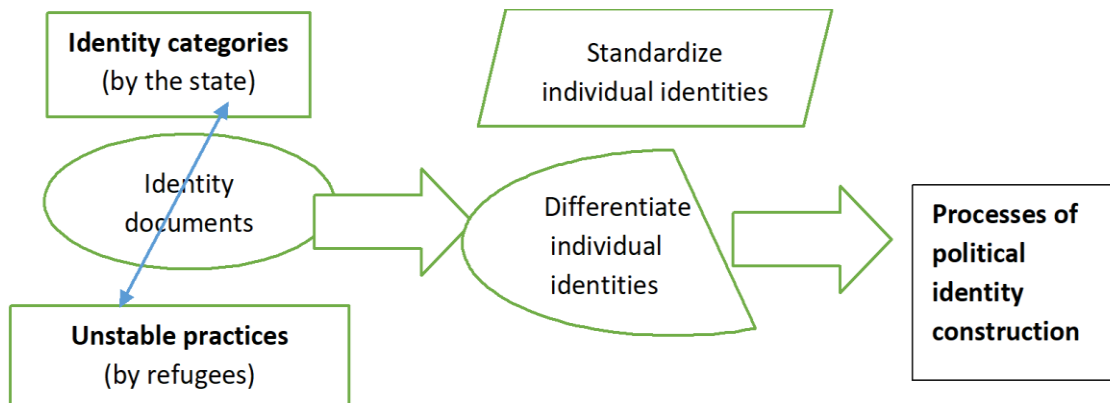 Identity categories
(by the state)
Identity
documents
Unstable practices
(by refugees)
Standardize
individual identities
Differentiate
individual
identities
Processes of
political
identity
construction